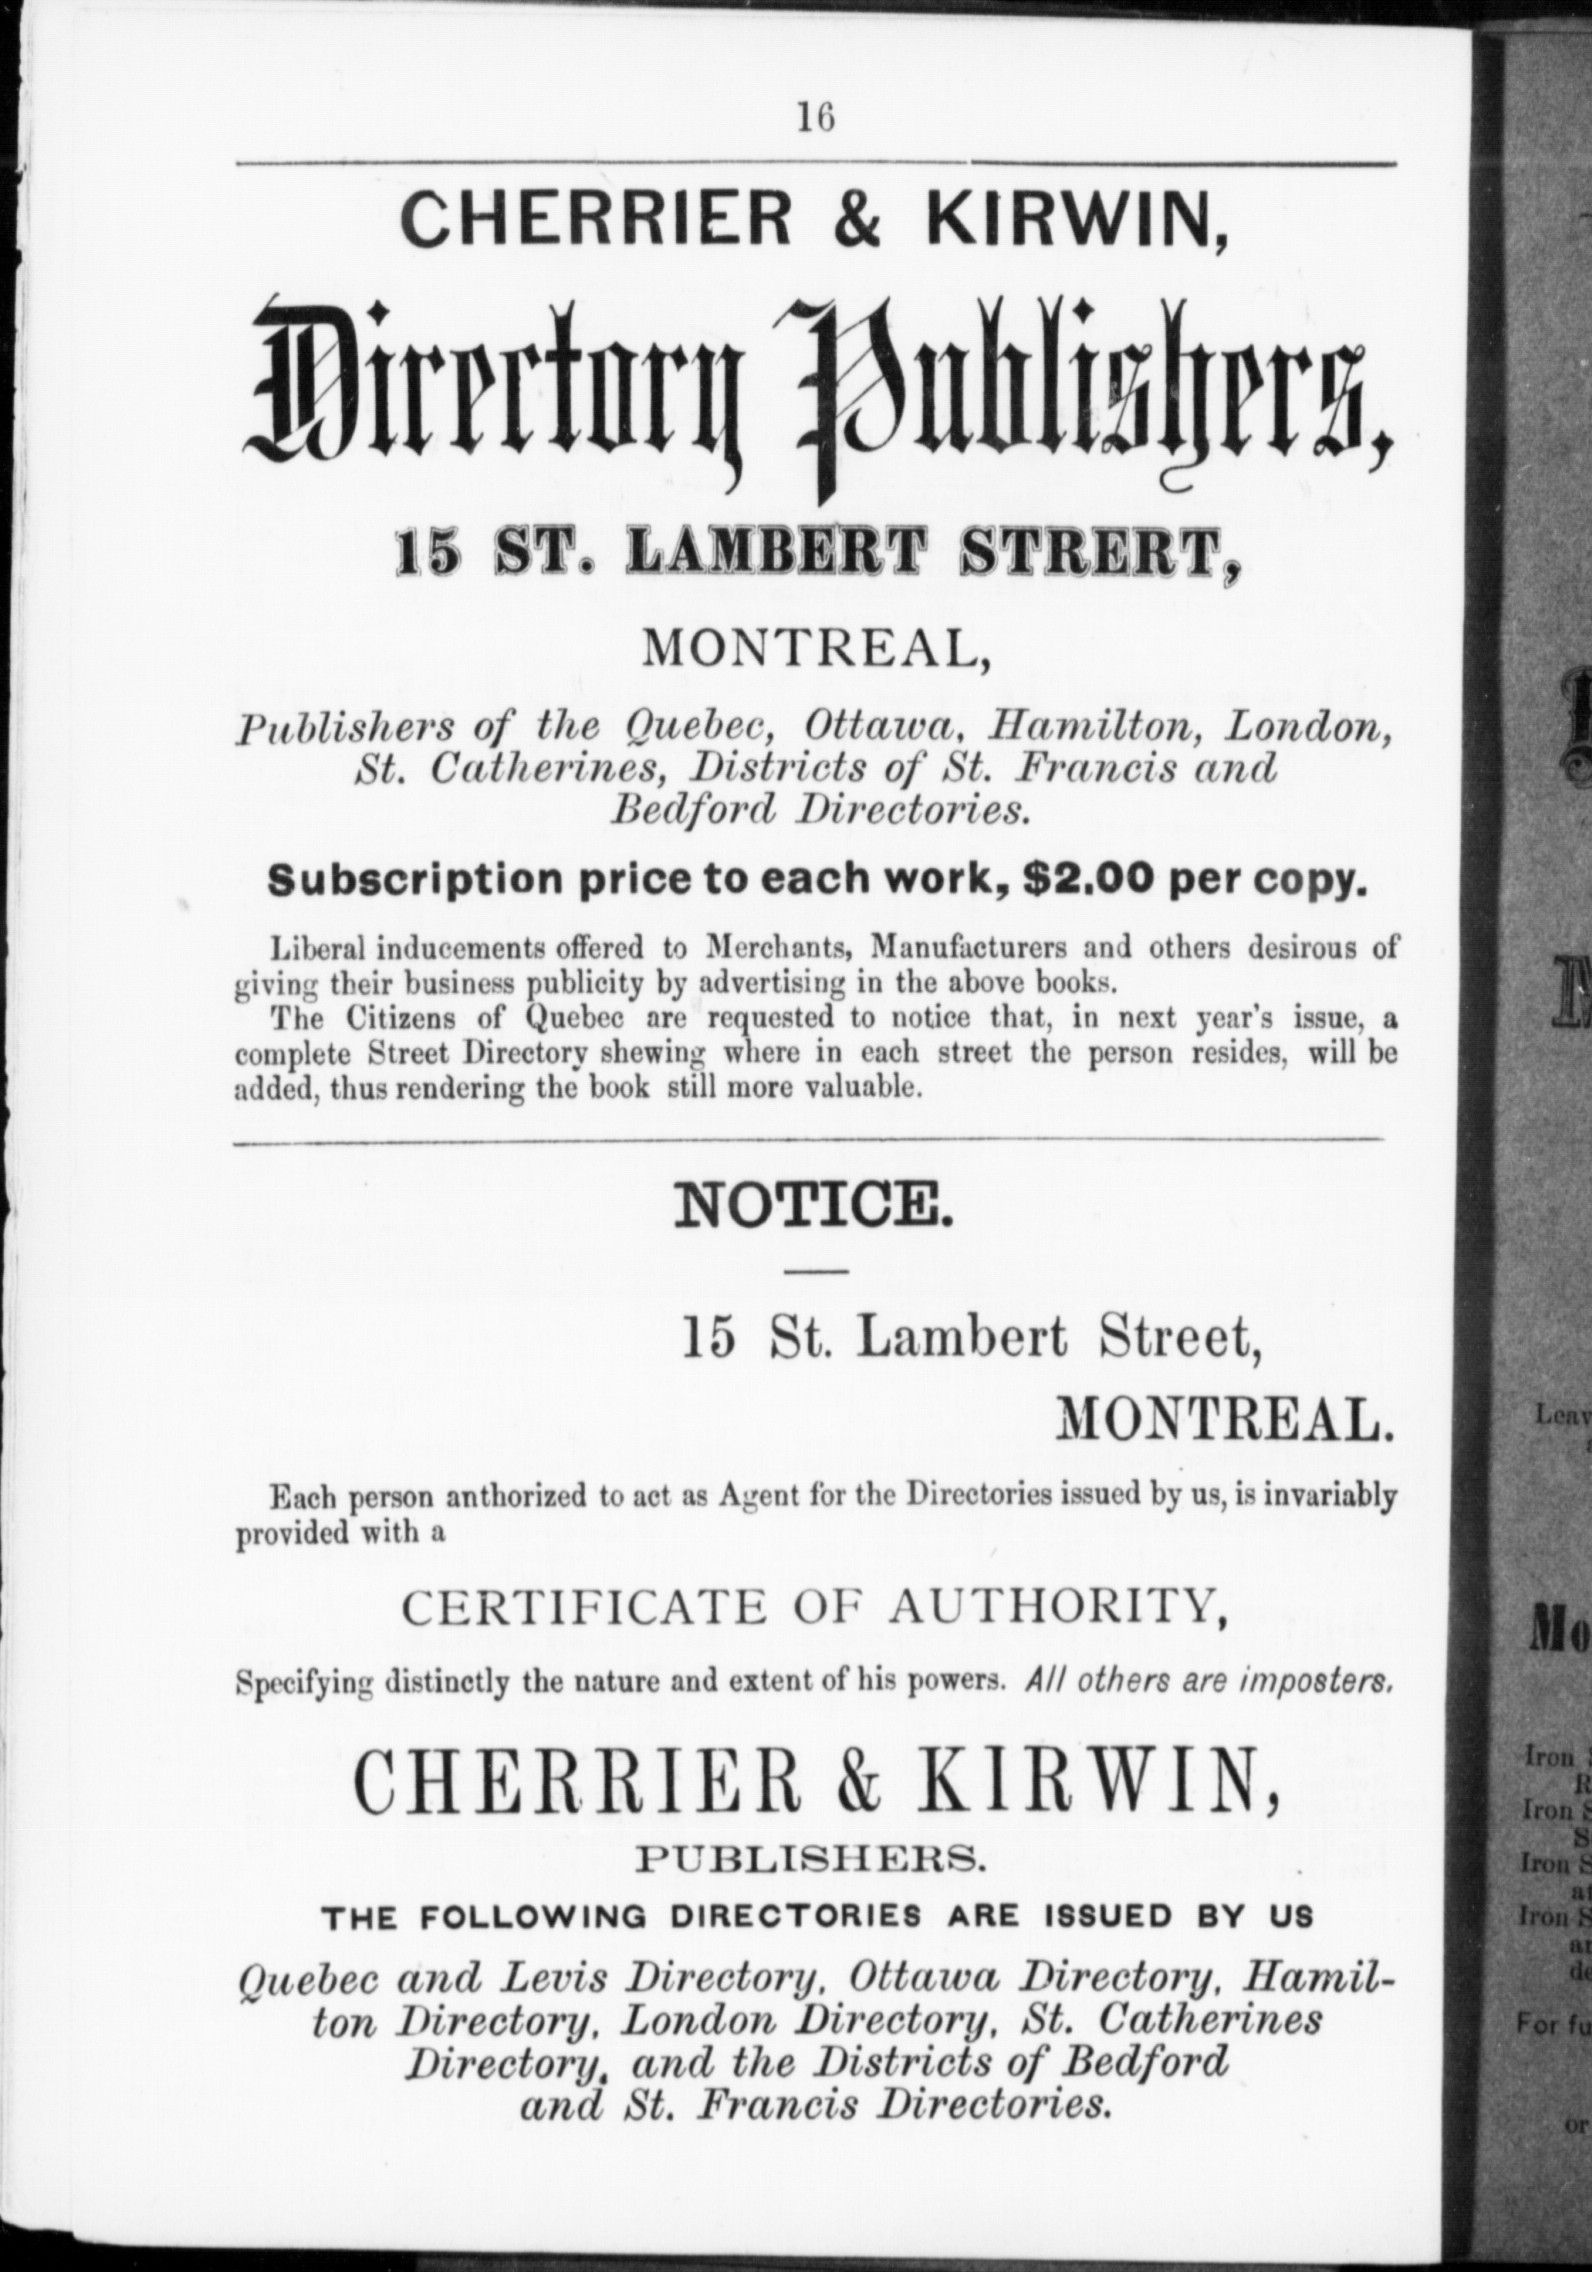 16
CHERRIER & KIRWIN,
Directory Publishers,
15 ST. LAMBERT STRERT,
MONTREAL,
Publishers of the Quebec, Ottawa, Hamilton, London,
St. Catherines, Districts of St. Francis and
Bedford Directories.
Subscription price to each work, $2.00 per copy.
Liberal inducements offered to Merchants, Manufacturers and others desirous of
giving their business publicity by advertising in the above books.
The Citizens of Quebec are requested to notice that, in next year's issue, a
complete Street Directory shewing where in each street the person resides, will be
added, thus rendering the book still more valuable.
NOTICE.
15 St. Lambert Street,
MONTREAL.
Each person anthorized to act as Agent for the Directories issued by us, is invariably
provided with a
CERTIFICATE OF AUTHORITY,
Specifying distinctly the nature and extent of his powers. All others are imposters.
CHERRIER & KIRWIN,
PUBLISHERS.
THE FOLLOWING DIRECTORIES ARE ISSUED BY US
Quebec and Levis Directory, Ottawa Directory, Hamil-
ton Directory, London Directory, St. Catherines
Directory, and the Districts of Bedford
and St. Francis Directories.
Iron
Iron S
Iron S
Iron S
For fu
or